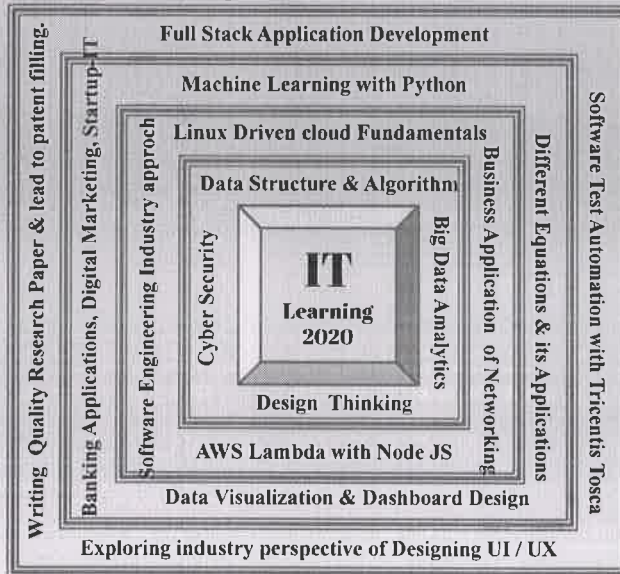 Full Stack Application Development
Writing Quality Research Paper & lead to patent filling.
Software Test Automation with Tricentis Tosca
Exploring industry perspective of Designing UI / UX
Machine Learning with Python
Banking Applications, Digital Marketing, Startup-IT
Different Equations & its Applications
Data Visualization & Dashboard Design
Linux Driven cloud Fundamentals
Software Engineering Industry approch
Business Application of Networking
AWS Lambda with Node JS
Data Structure & Algorithm
Cyber Security
Big Data Amalytics
Design Thinking
IT
Learning
2020